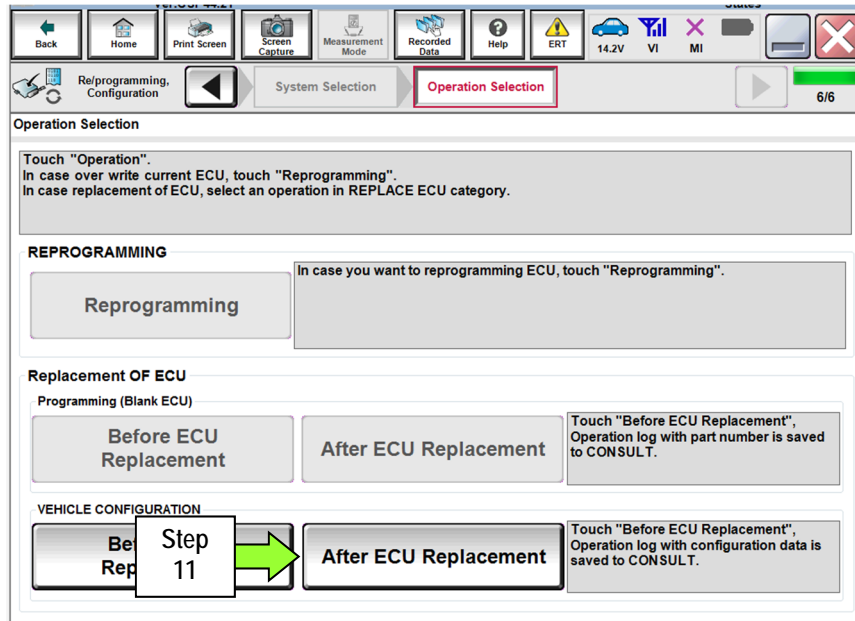 Back
Home
Print Screen
Screen
Capture
Measurement
Mode
Recorded
Data
Help
ERT
14.2V
VI
MI
Re/programming,
Configuration
System Selection
Operation Selection
6/6
Operation Selection
Touch "Operation".
In case over write current ECU, touch "Reprogramming".
In case replacement of ECU, select an operation in REPLACE ECU category.
REPROGRAMMING
Reprogramming
In case you want to reprogramming ECU, touch "Reprogramming".
Replacement OF ECU
Programming (Blank ECU)
Before ECU
Replacement
After ECU Replacement
Touch "Before ECU Replacement",
Operation log with part number is saved
to CONSULT.
VEHICLE CONFIGURATION
Step
11
After ECU Replacement
Touch "Before ECU Replacement",
Operation log with configuration data is
saved to CONSULT.